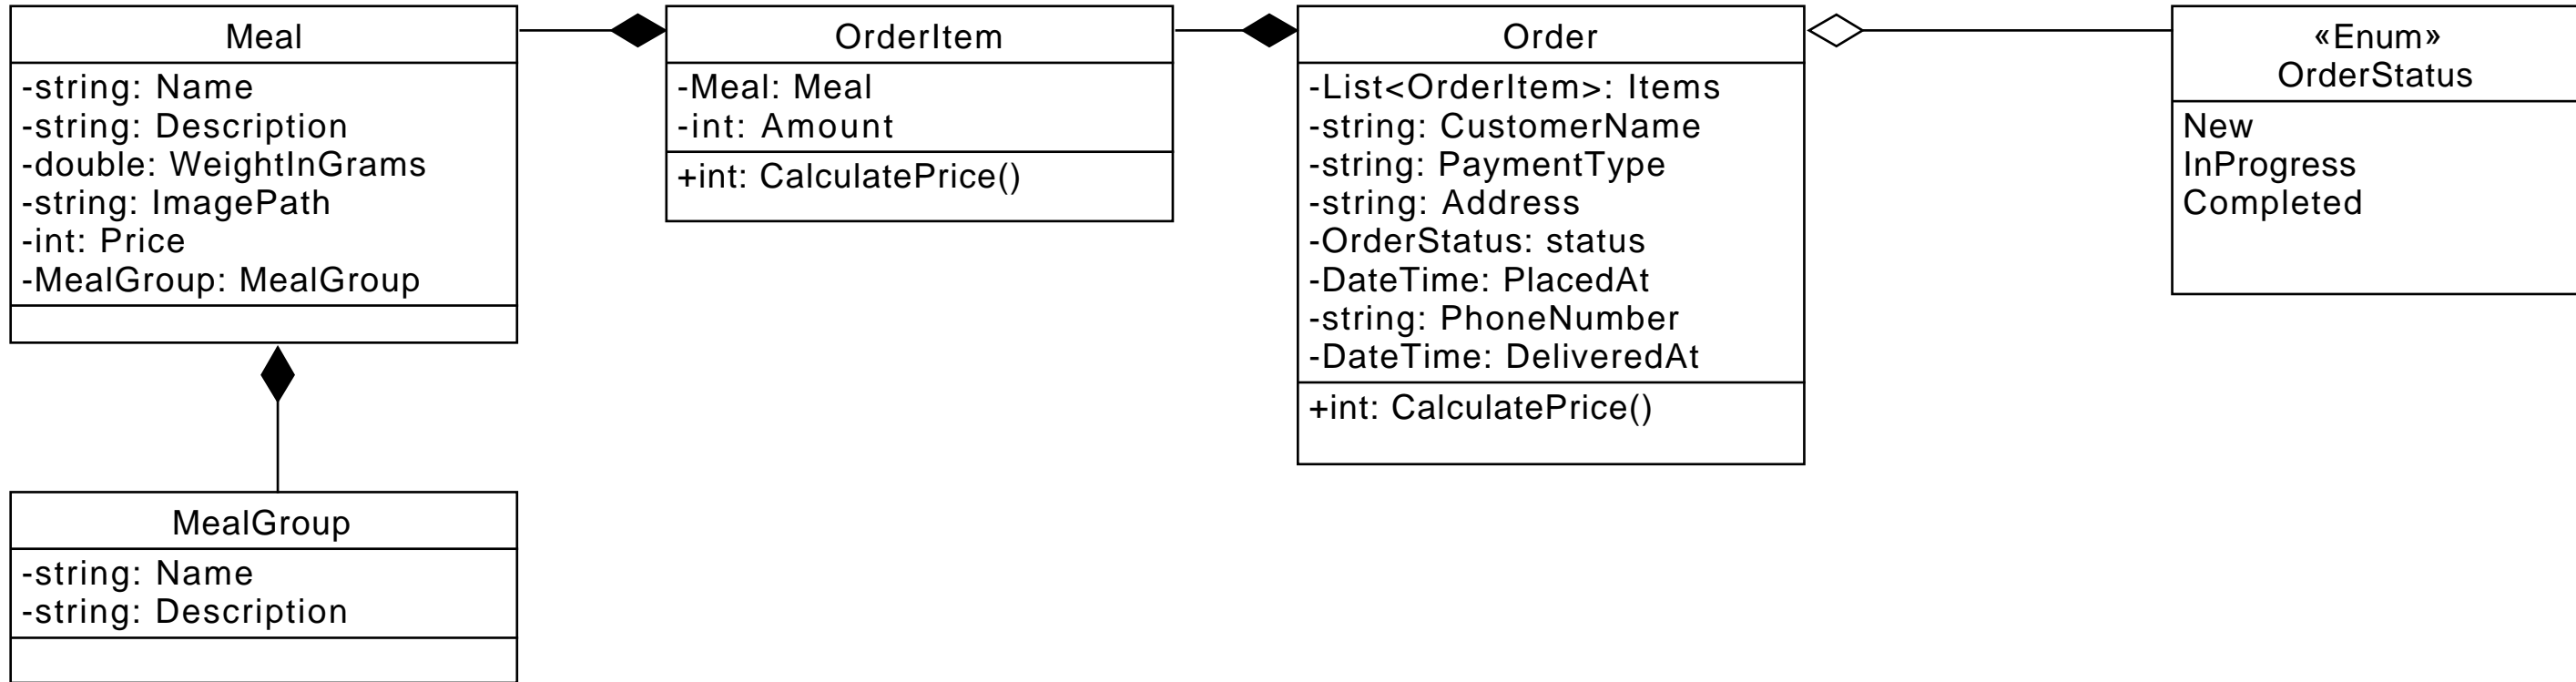 Meal
-string: Name
-string: Description
-double: WeightInGrams
-string: ImagePath
-int: Price
-MealGroup: MealGroup
OrderItem
-Meal: Meal
-int: Amount
+int: CalculatePrice()
Order
-List<OrderItem>: Items
-string: CustomerName
-string: PaymentType
-string: Address
-OrderStatus: status
-DateTime: PlacedAt
-string: PhoneNumber
-DateTime: DeliveredAt
+int: CalculatePrice()
«Enum»
OrderStatus
New
InProgress
Completed
MealGroup
-string: Name
-string: Description